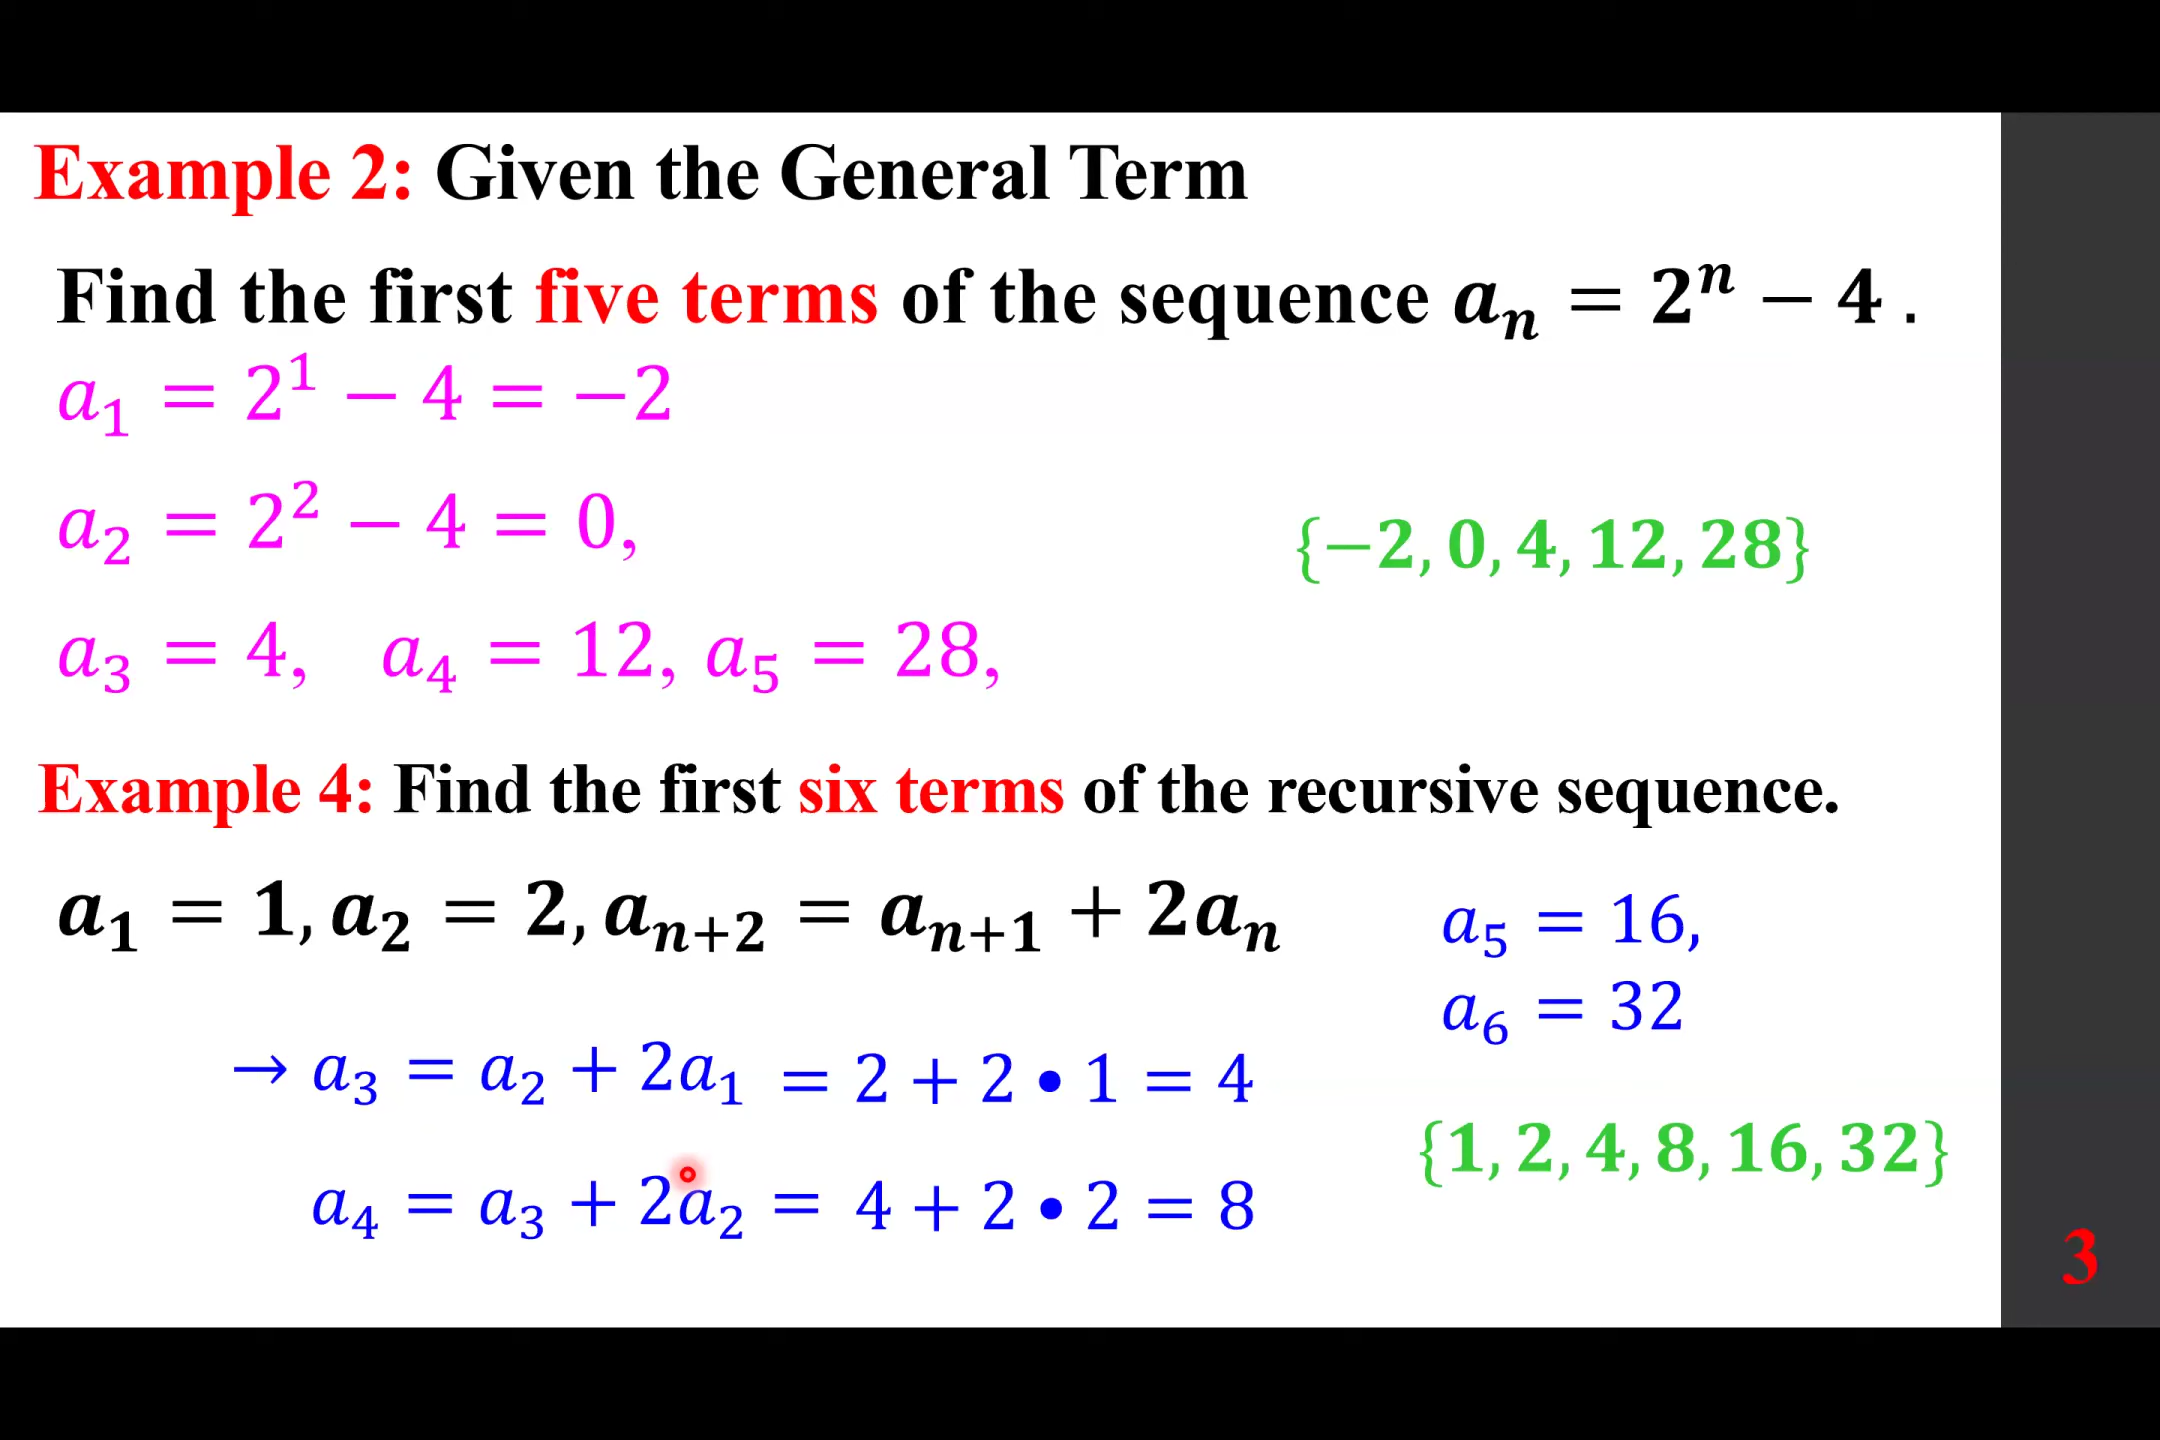 Example 2: Given the General Term
Find the first five terms of the sequence aₙ = 2ⁿ − 4 .
a₁ = 2¹ − 4 = −2
a₂ = 2² − 4 = 0,
{−2, 0, 4, 12, 28}
a₃ = 4, a₄ = 12, a₅ = 28,
Example 4: Find the first six terms of the recursive sequence.
a₁ = 1, a₂ = 2, aₙ₊₂ = aₙ₊₁ + 2aₙ
→ a₃ = a₂ + 2a₁ = 2 + 2 • 1 = 4
a₄ = a₃ + 2a₂ = 4 + 2 • 2 = 8
a₅ = 16,
a₆ = 32
{1, 2, 4, 8, 16, 32}
3